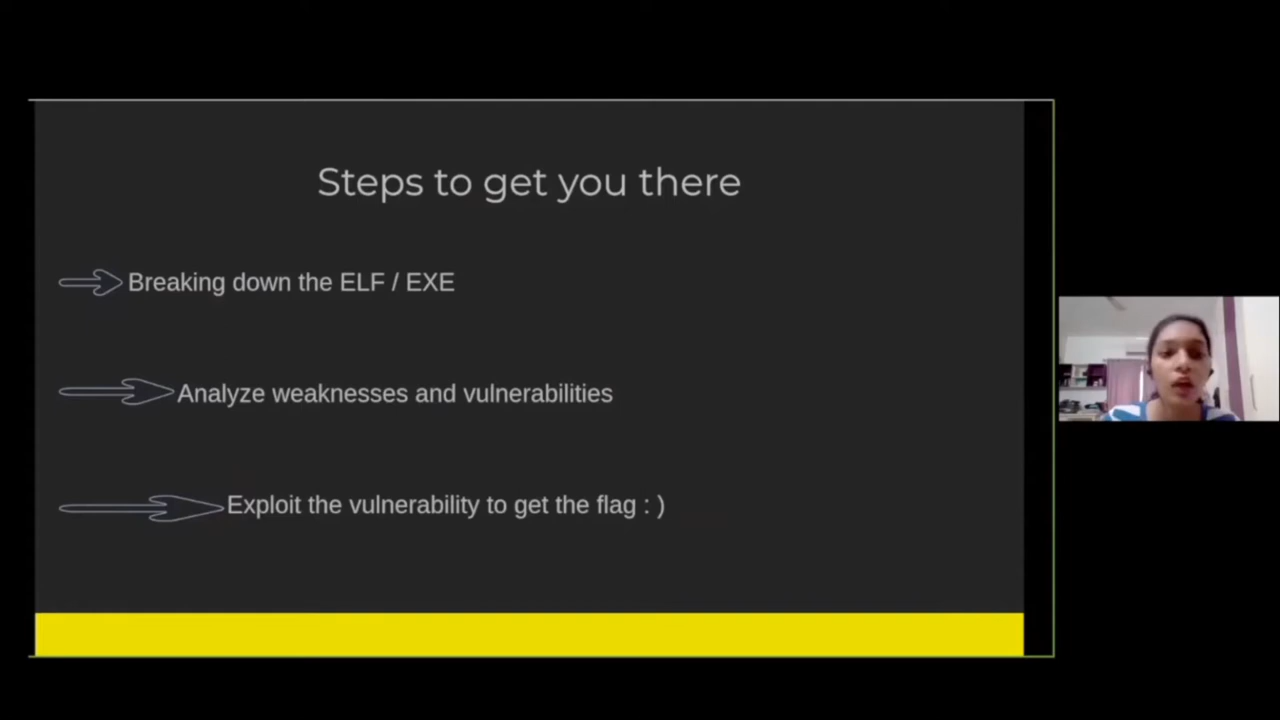 Steps to get you there
Breaking down the ELF / EXE
Analyze weaknesses and vulnerabilities
Exploit the vulnerability to get the flag : )